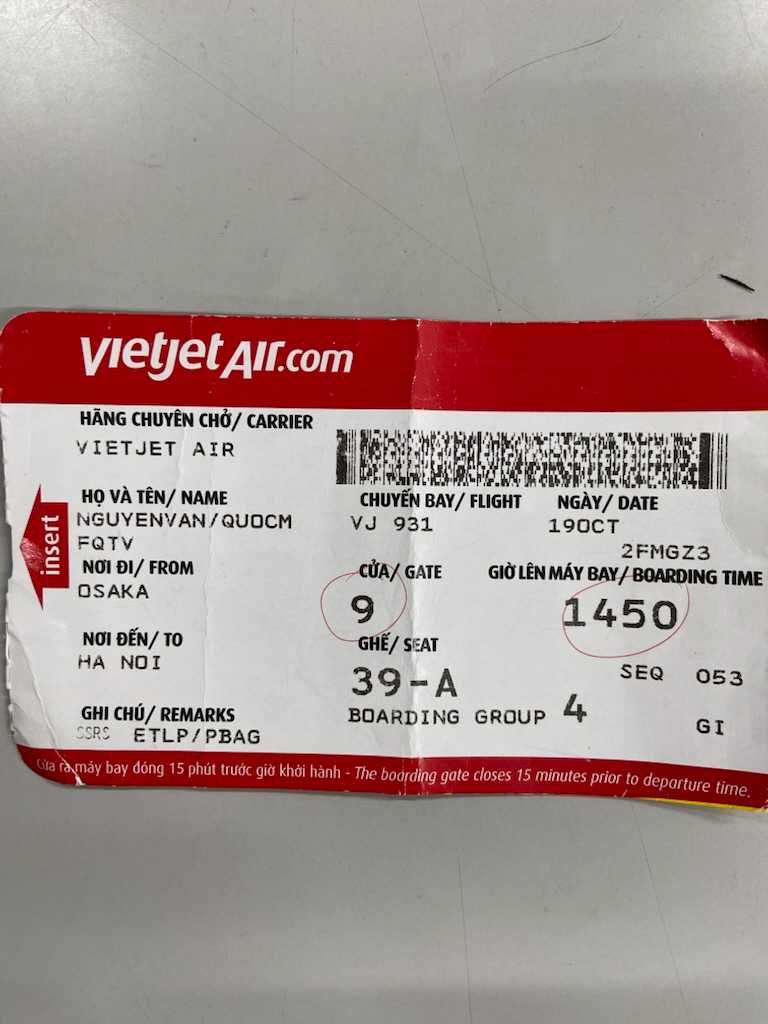 vietjetAir.com
HÃNG CHUYÊN CHỞ/ CARRIER
VIETJET AIR
HỌ VÀ TÊN/ NAME
NGUYENVAN/QUOCM
FQTV
CHUYẾN BAY/ FLIGHT
VJ 931
NGÀY/ DATE
19OCT
2FMGZ3
insert
NƠI ĐI/ FROM
OSAKA
CỬA/ GATE
9
GIỜ LÊN MÁY BAY/ BOARDING TIME
1450
NƠI ĐẾN/ TO
HA NOI
GHẾ/ SEAT
39-A
SEQ 053
BOARDING GROUP 4
GI
GHI CHÚ/ REMARKS
SSRS ETLP/PBAG
Cửa ra máy bay đóng 15 phút trước giờ khởi hành - The boarding gate closes 15 minutes prior to departure time.